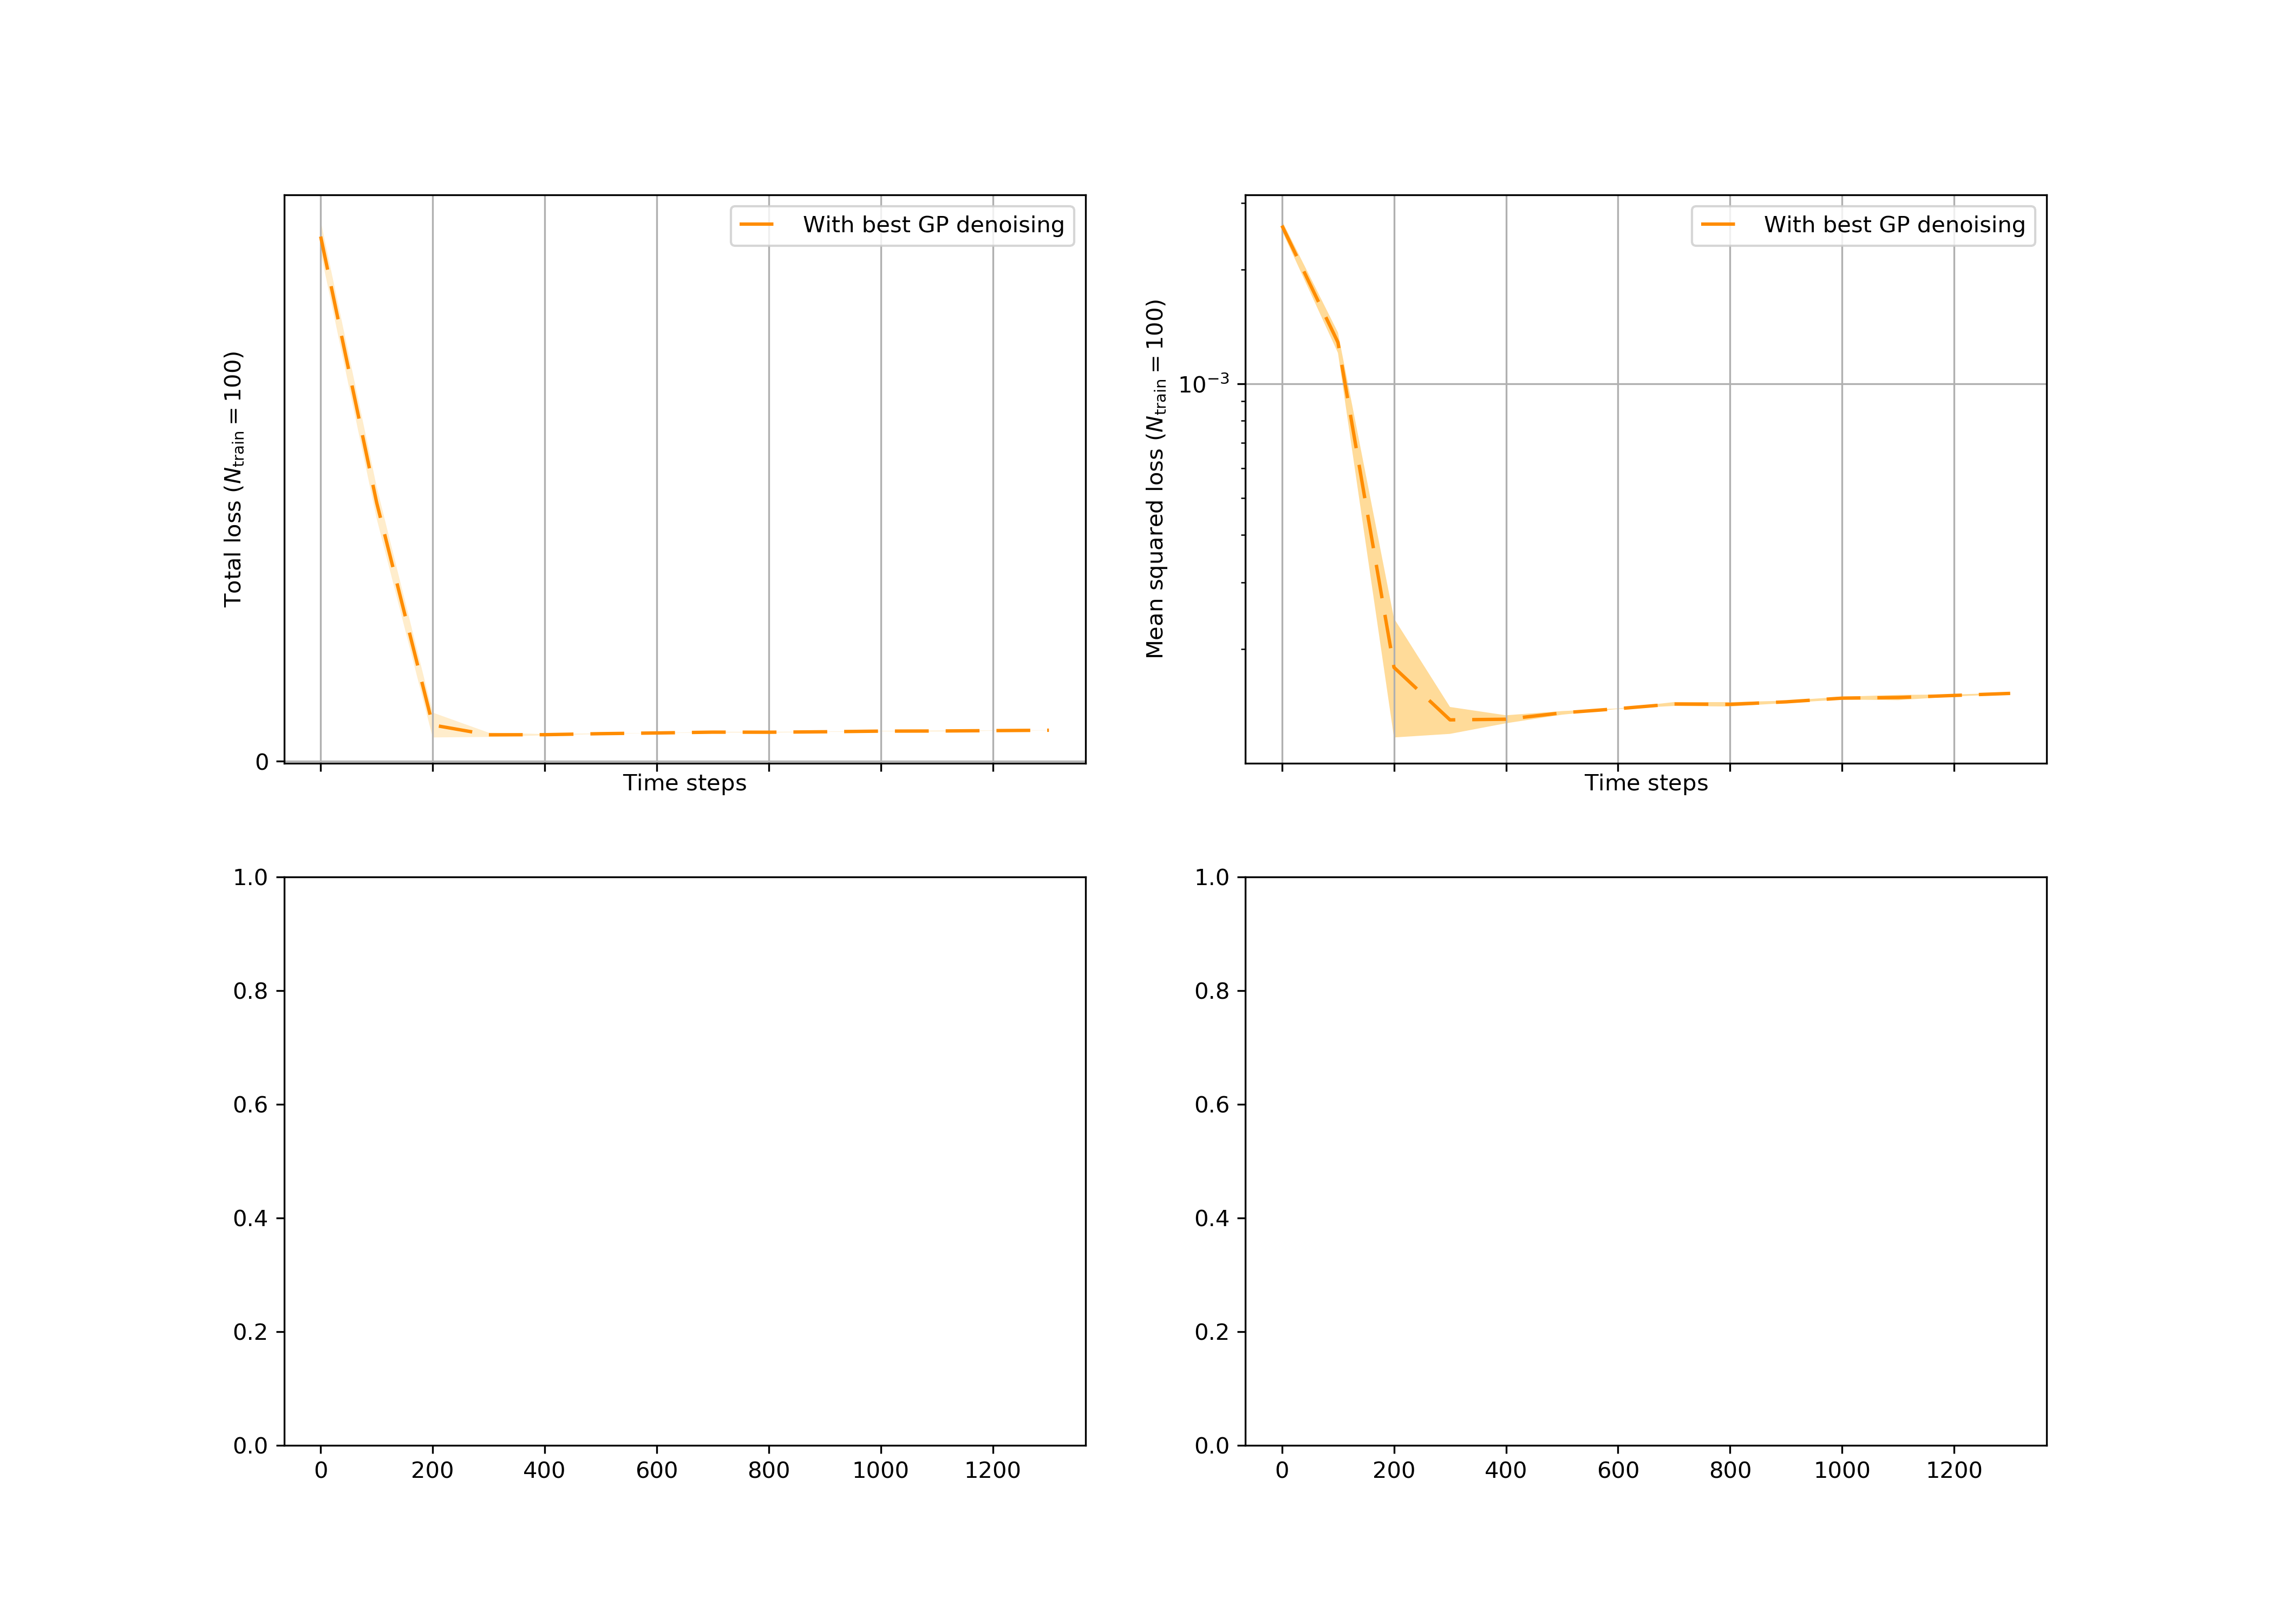 With best GP denoising
Total loss (N_train = 100)
0
Time steps
With best GP denoising
Mean squared loss (N_train = 100)
10⁻³
Time steps
1.0
0.8
0.6
0.4
0.2
0.0
0 200 400 600 800 1000 1200
1.0
0.8
0.6
0.4
0.2
0.0
0 200 400 600 800 1000 1200